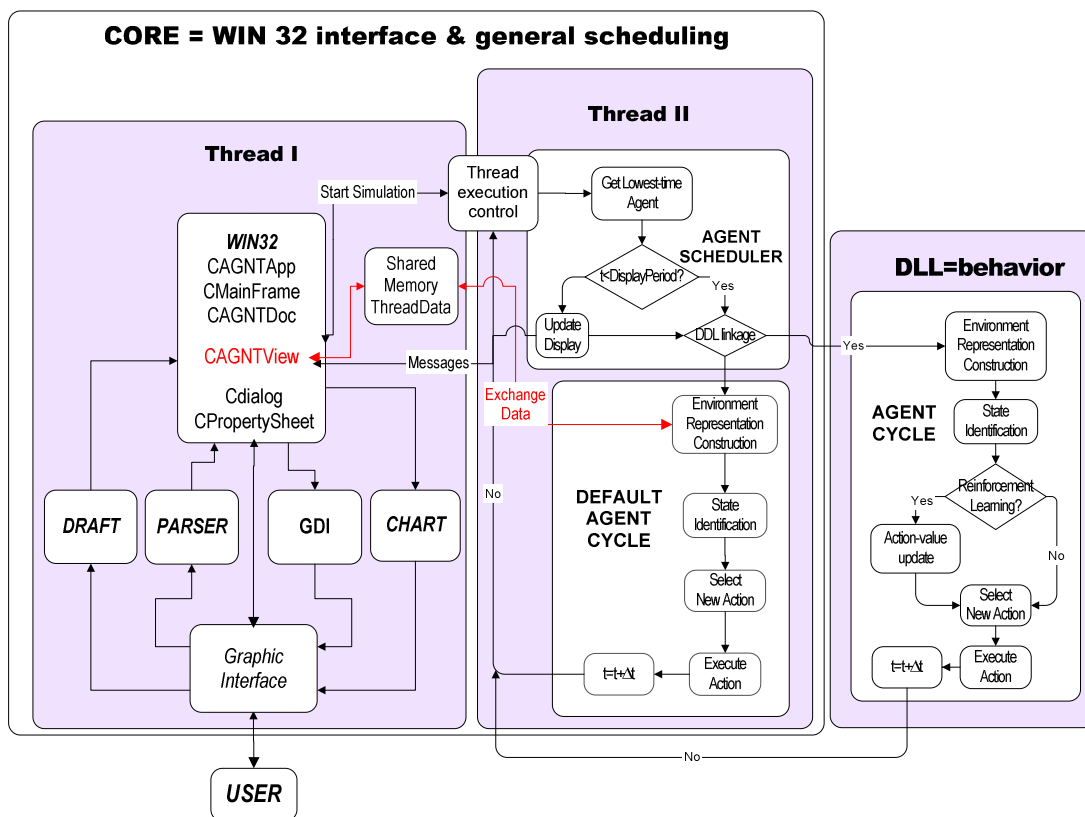 CORE = WIN 32 interface & general scheduling
Thread II
Thread I
Thread
execution
control
Start Simulation
Get Lowest-time
Agent
AGENT
SCHEDULER
t<DisplayPeriod?
Yes
Update
Display
DDL linkage
Yes
WIN32
CAGNTApp
CMainFrame
CAGNTDoc
CAGNTView
Cdialog
CPropertySheet
Shared
Memory
ThreadData
Messages
Exchange
Data
No
DRAFT
PARSER
GDI
CHART
Graphic
Interface
USER
Environment
Representation
Construction
DEFAULT
AGENT
CYCLE
State
Identification
Select
New Action
Execute
Action
t=t+Δt
DLL=behavior
Environment
Representation
Construction
AGENT
CYCLE
State
Identification
Reinforcement
Learning?
Yes
No
Action-value
update
Select
New Action
Execute
Action
t=t+Δt
No